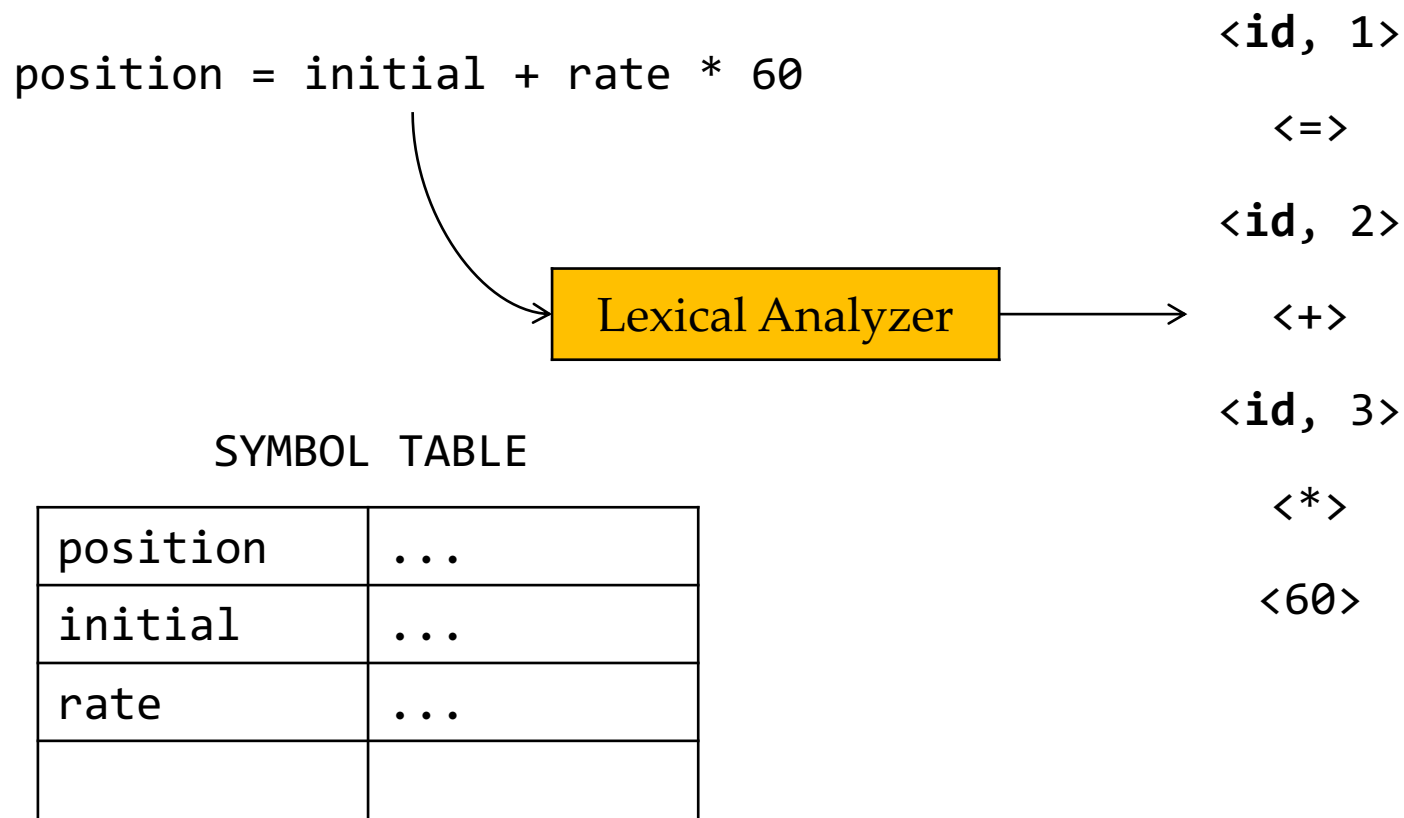 position = initial + rate * 60
Lexical Analyzer
<id, 1>
<=>
<id, 2>
<+>
<id, 3>
<*>
<60>
SYMBOL TABLE
position ...
initial ...
rate ...